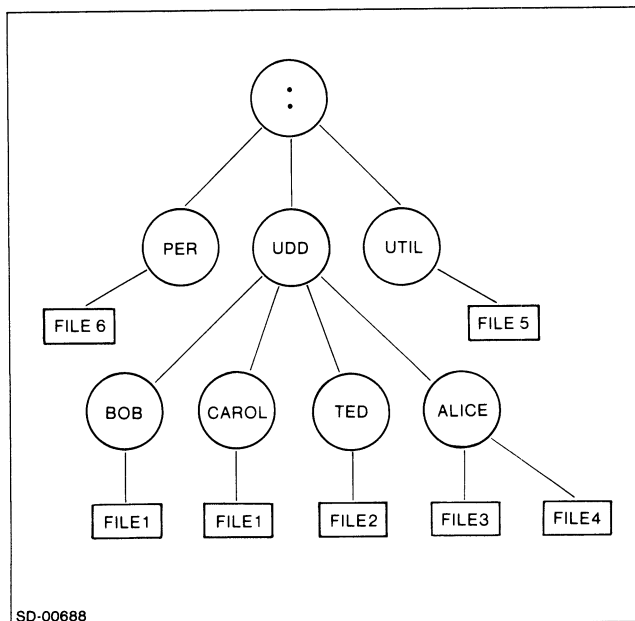 :
PER UDD UTIL
FILE 6 FILE 5
BOB CAROL TED ALICE
FILE1 FILE1 FILE2 FILE3 FILE4
SD-00688